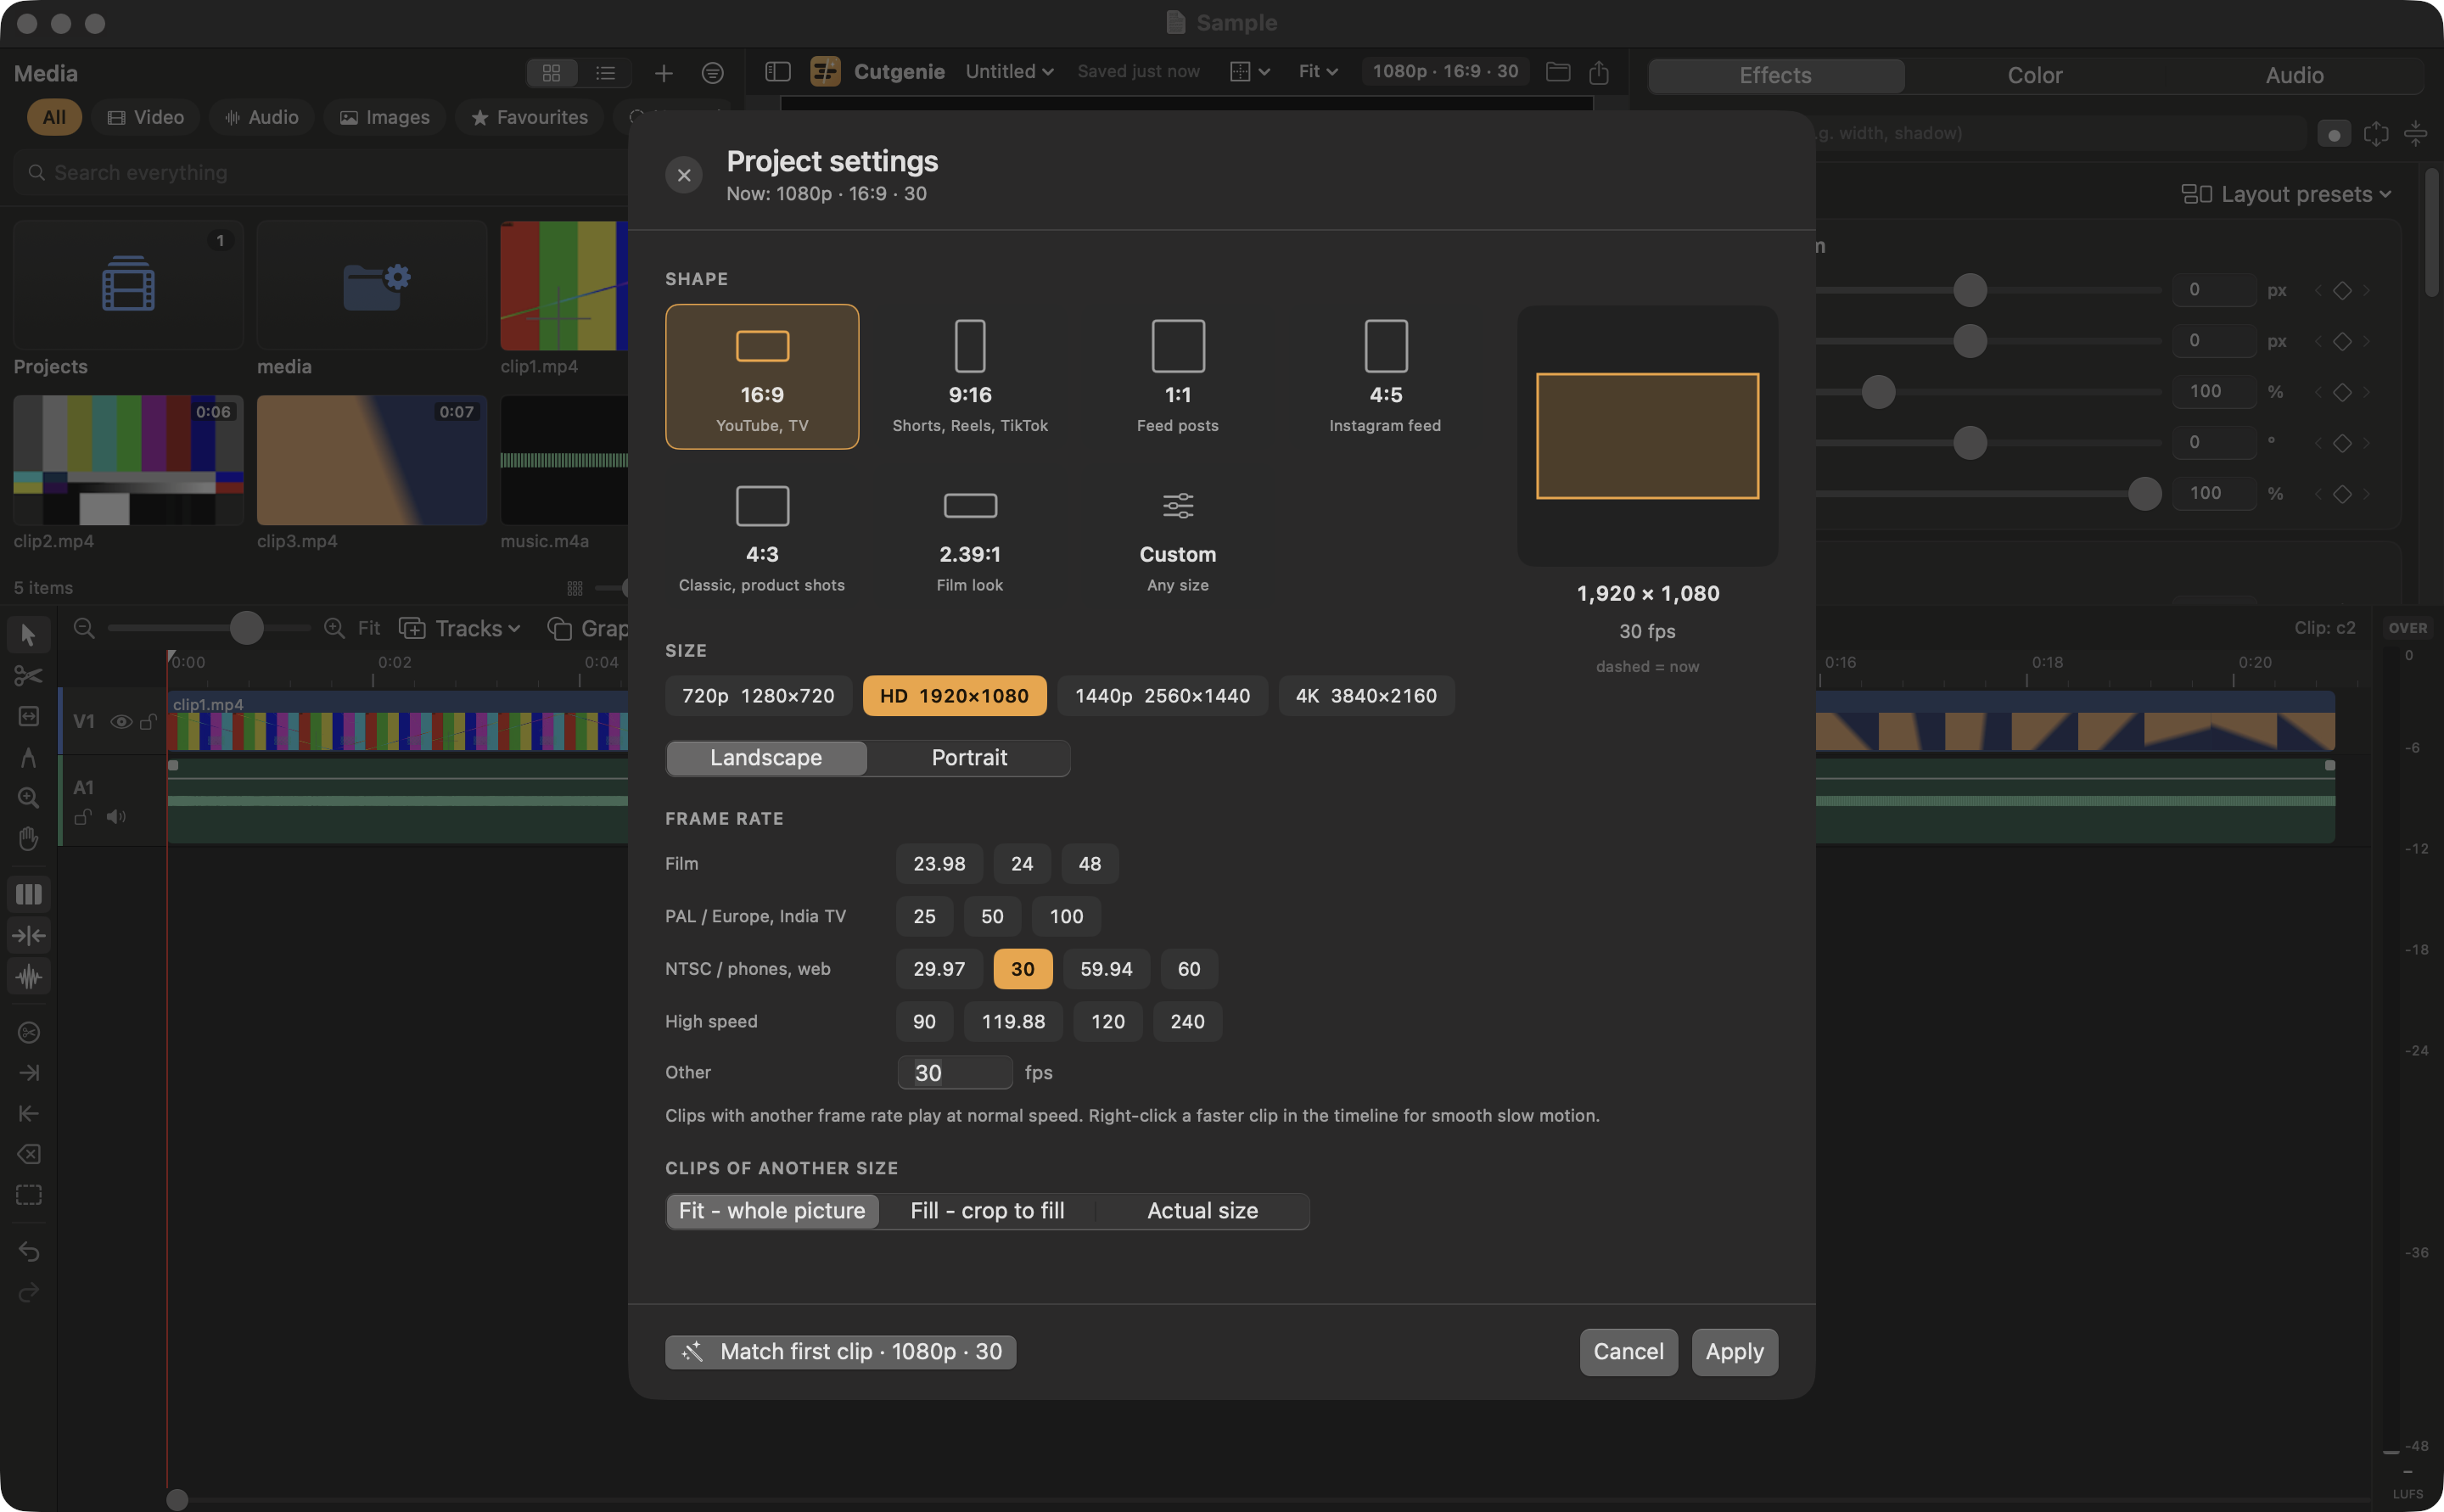 Sample
Media
Cutgenie
Untitled
Saved just now
Fit
1080p · 16:9 · 30
Effects
Color
Audio
All
Video
Audio
Images
Favourites
Search everything
.g. width, shadow)
Layout presets
1
Projects
media
clip1.mp4
0:06
0:07
clip2.mp4
clip3.mp4
music.m4a
5 items
0 px
0 px
100 %
0 °
100 %
Project settings
Now: 1080p · 16:9 · 30
SHAPE
16:9
YouTube, TV
9:16
Shorts, Reels, TikTok
1:1
Feed posts
4:5
Instagram feed
4:3
Classic, product shots
2.39:1
Film look
Custom
Any size
1,920 × 1,080
30 fps
dashed = now
SIZE
720p 1280×720
HD 1920×1080
1440p 2560×1440
4K 3840×2160
Landscape
Portrait
FRAME RATE
Film 23.98 24 48
PAL / Europe, India TV 25 50 100
NTSC / phones, web 29.97 30 59.94 60
High speed 90 119.88 120 240
Other 30 fps
Clips with another frame rate play at normal speed. Right-click a faster clip in the timeline for smooth slow motion.
CLIPS OF ANOTHER SIZE
Fit - whole picture
Fill - crop to fill
Actual size
Match first clip · 1080p · 30
Cancel
Apply
Fit
Tracks
Grap
Clip: c2
OVER
0:00
0:02
0:04
0:16
0:18
0:20
V1
clip1.mp4
A1
0
-6
-12
-18
-24
-36
-48
–
LUFS